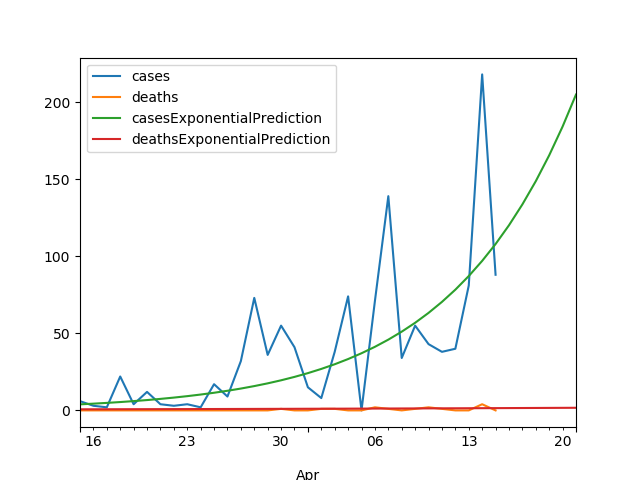 cases
deaths
casesExponentialPrediction
deathsExponentialPrediction
200
150
100
50
0
16 23 30 06 13 20
Apr